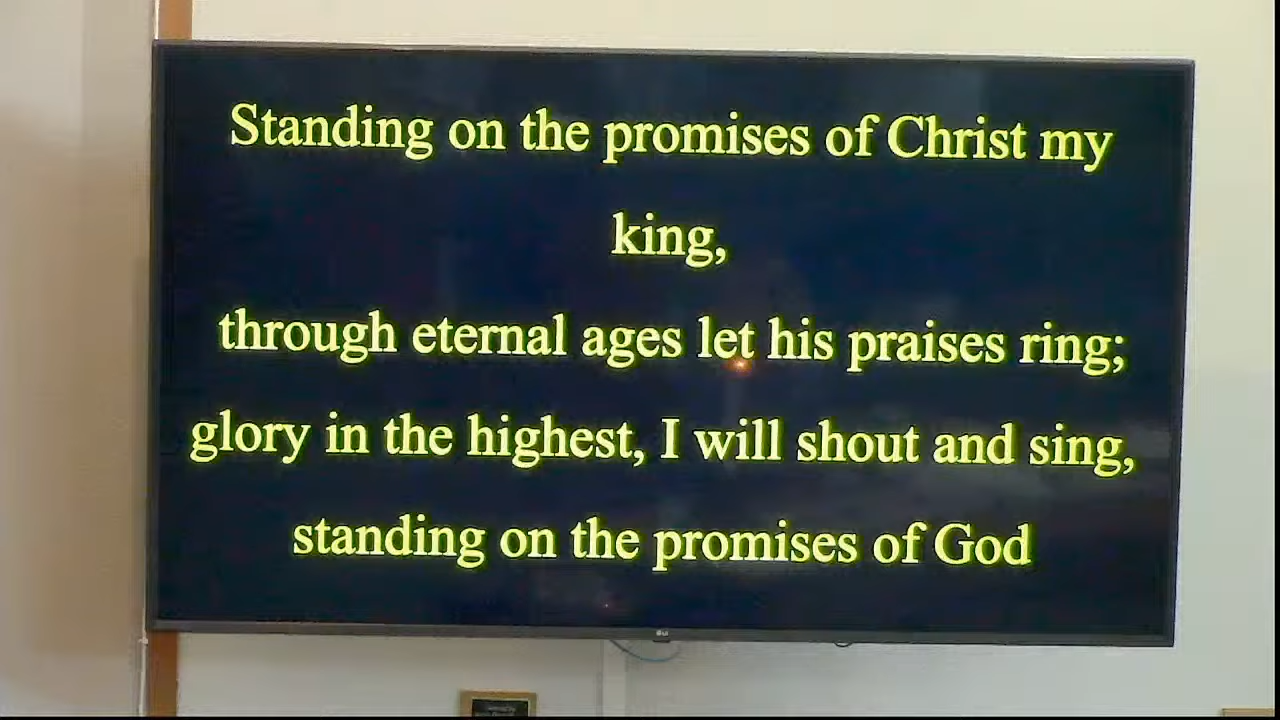 Standing on the promises of Christ my
king,
through eternal ages let his praises ring;
glory in the highest, I will shout and sing,
standing on the promises of God
LG